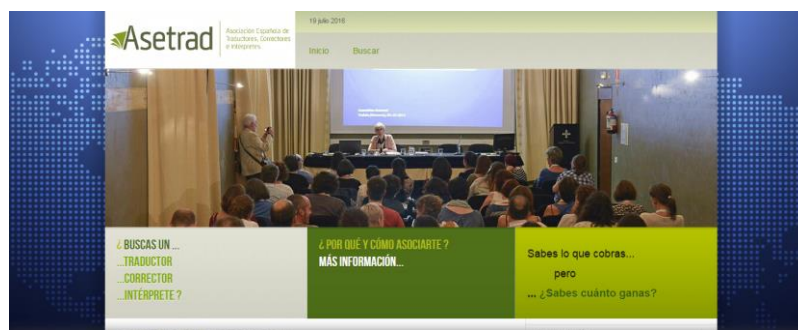 Asetrad
Asociación Española de
Traductores, Correctores
e Intérpretes.
19 julio 2016
Inicio Buscar
¿ BUSCAS UN ...
...TRADUCTOR
...CORRECTOR
...INTÉRPRETE ?
¿ POR QUÉ Y CÓMO ASOCIARTE ?
MÁS INFORMACIÓN...
Sabes lo que cobras...
pero
... ¿Sabes cuánto ganas?